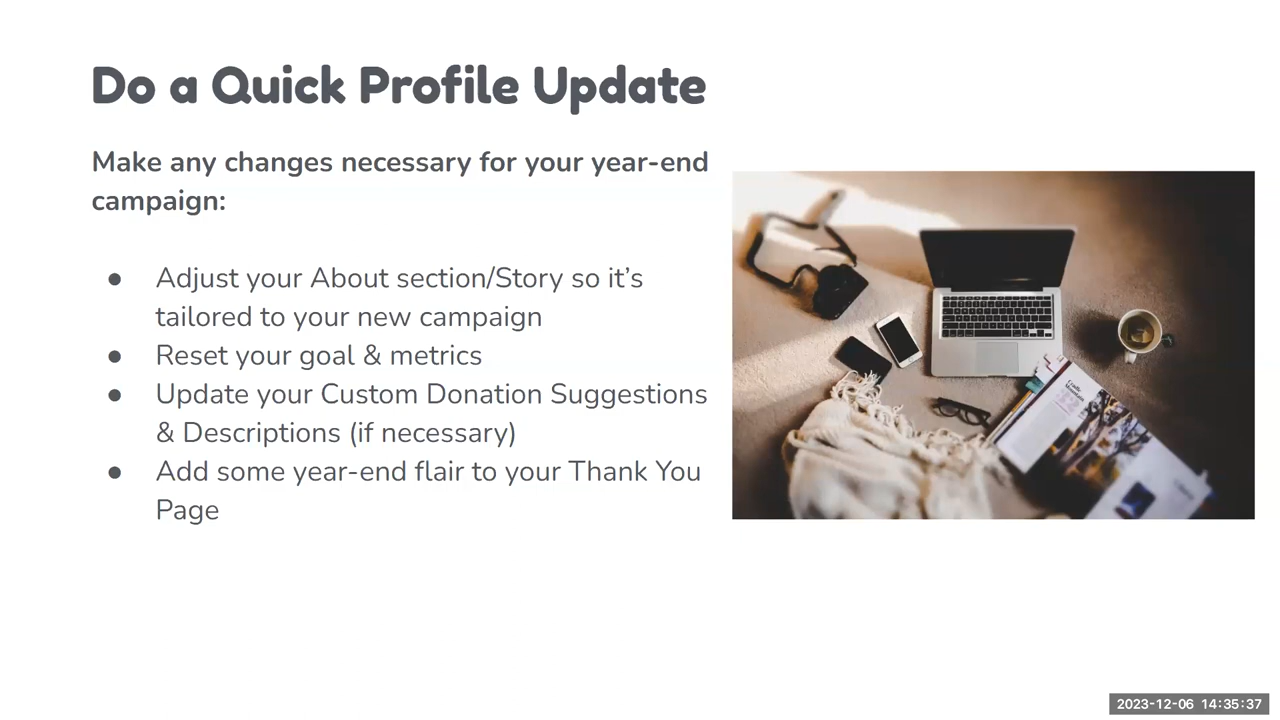 Do a Quick Profile Update
Make any changes necessary for your year-end
campaign:
● Adjust your About section/Story so it's
tailored to your new campaign
● Reset your goal & metrics
● Update your Custom Donation Suggestions
& Descriptions (if necessary)
● Add some year-end flair to your Thank You
Page
2023-12-06 14:35:37